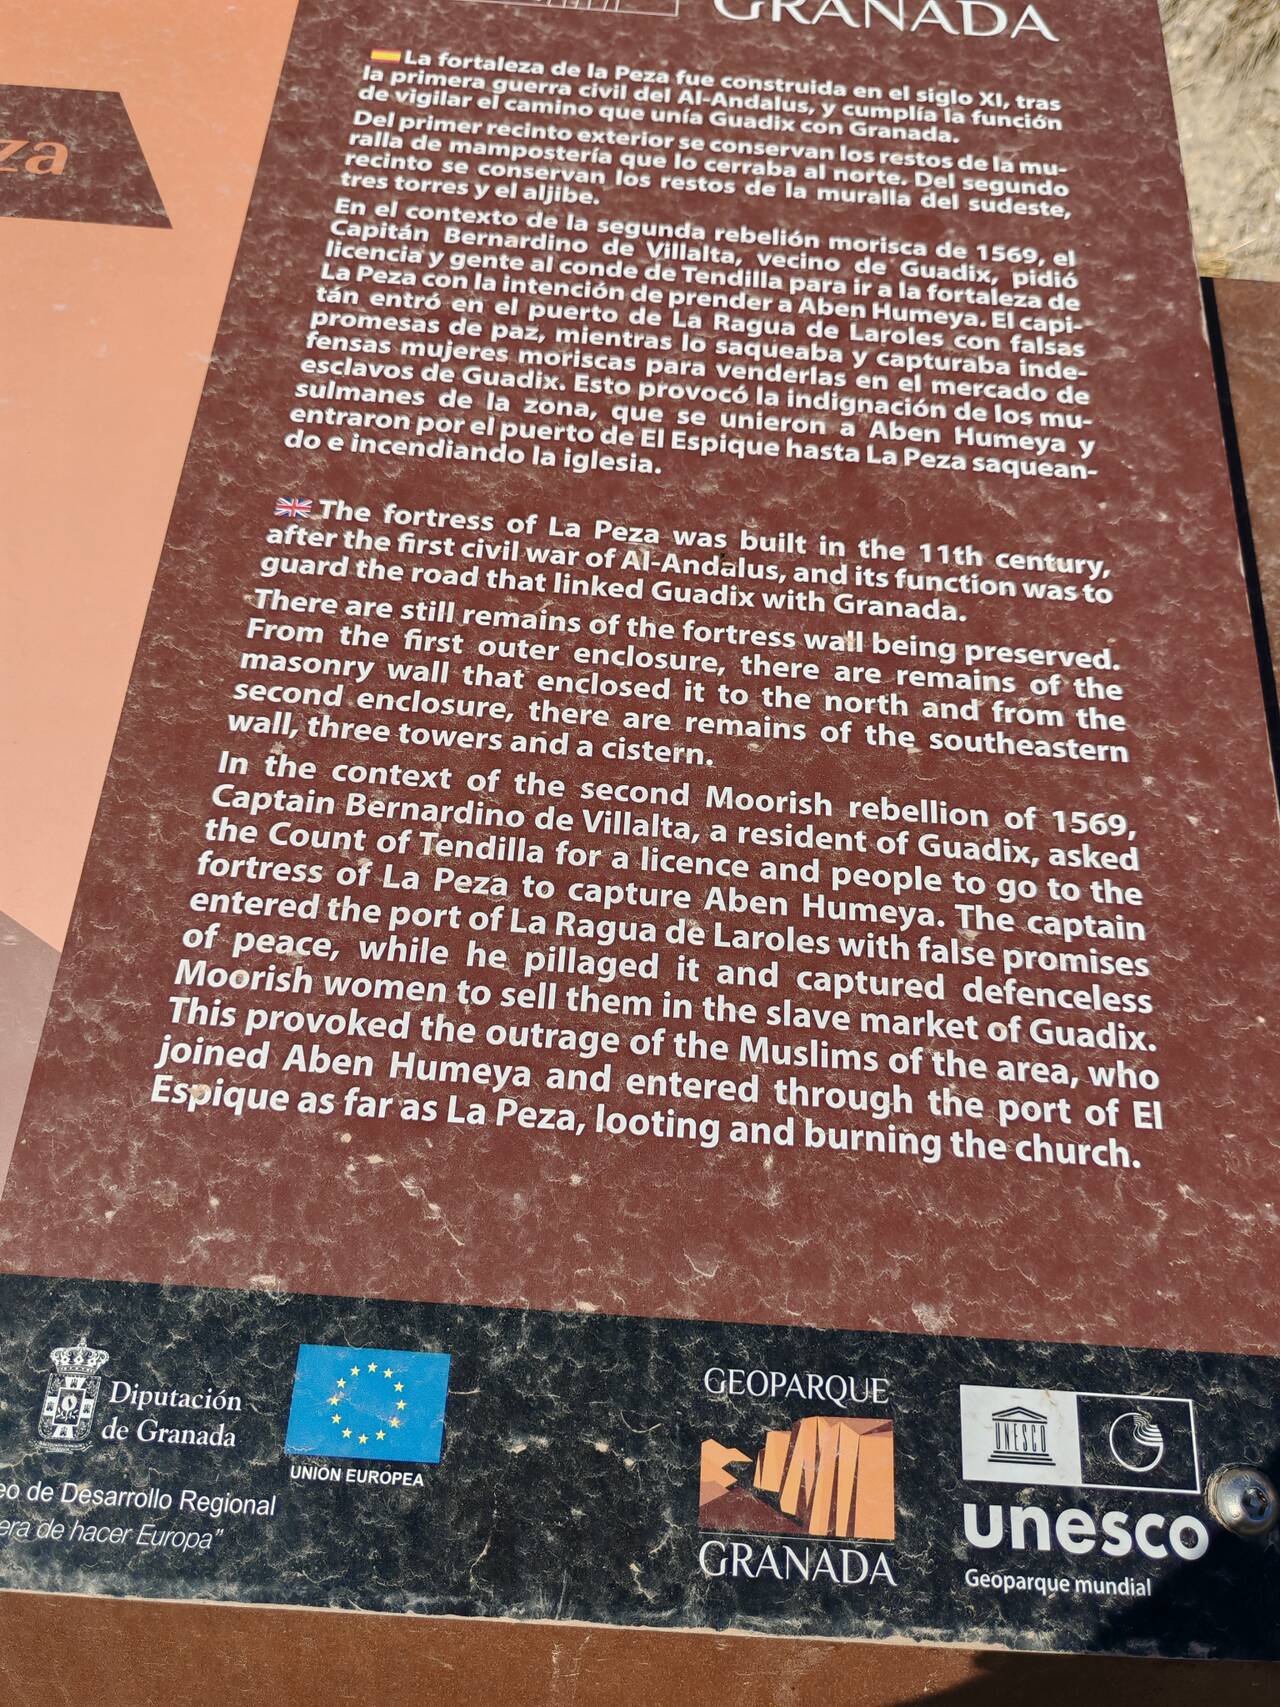 GRANADA
za
La fortaleza de la Peza fue construida en el siglo XI, tras
la primera guerra civil del Al-Andalus, y cumplía la función
de vigilar el camino que unía Guadix con Granada.
Del primer recinto exterior se conservan los restos de la mu-
ralla de mampostería que lo cerraba al norte. Del segundo
recinto se conservan los restos de la muralla del sudeste,
tres torres y el aljibe.
En el contexto de la segunda rebelión morisca de 1569, el
Capitán Bernardino de Villalta, vecino de Guadix, pidió
licencia y gente al conde de Tendilla para ir a la fortaleza de
La Peza con la intención de prender a Aben Humeya. El capi-
tán entró en el puerto de La Ragua de Laroles con falsas
promesas de paz, mientras lo saqueaba y capturaba inde-
fensas mujeres moriscas para venderlas en el mercado de
esclavos de Guadix. Esto provocó la indignación de los mu-
sulmanes de la zona, que se unieron a Aben Humeya y
entraron por el puerto de El Espique hasta La Peza saquean-
do e incendiando la iglesia.
The fortress of La Peza was built in the 11th century,
after the first civil war of Al-Andalus, and its function was to
guard the road that linked Guadix with Granada.
There are still remains of the fortress wall being preserved.
From the first outer enclosure, there are remains of the
masonry wall that enclosed it to the north and from the
second enclosure, there are remains of the southeastern
wall, three towers and a cistern.
In the context of the second Moorish rebellion of 1569,
Captain Bernardino de Villalta, a resident of Guadix, asked
the Count of Tendilla for a licence and people to go to the
fortress of La Peza to capture Aben Humeya. The captain
entered the port of La Ragua de Laroles with false promises
of peace, while he pillaged it and captured defenceless
Moorish women to sell them in the slave market of Guadix.
This provoked the outrage of the Muslims of the area, who
joined Aben Humeya and entered through the port of El
Espique as far as La Peza, looting and burning the church.
Diputación
de Granada
UNIÓN EUROPEA
eo de Desarrollo Regional
era de hacer Europa"
GEOPARQUE
GRANADA
UNESCO
unesco
Geoparque mundial